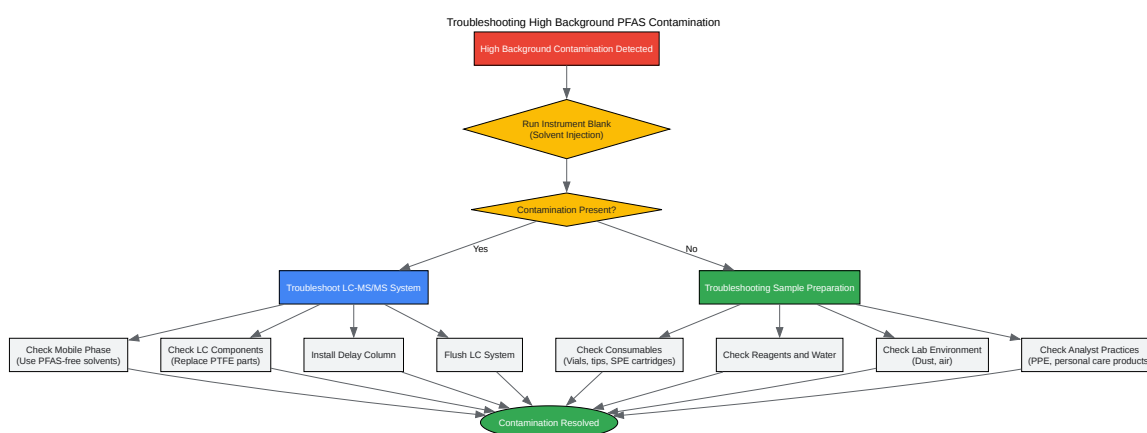 Troubleshooting High Background PFAS Contamination
High Background Contamination Detected
Run Instrument Blank
(Solvent Injection)
Contamination Present?
Yes
No
Troubleshoot LC-MS/MS System
Troubleshooting Sample Preparation
Check Mobile Phase
(Use PFAS-free solvents)
Check LC Components
(Replace PTFE parts)
Install Delay Column
Flush LC System
Check Consumables
(Vials, tips, SPE cartridges)
Check Reagents and Water
Check Lab Environment
(Dust, air)
Check Analyst Practices
(PPE, personal care products
Contamination Resolved